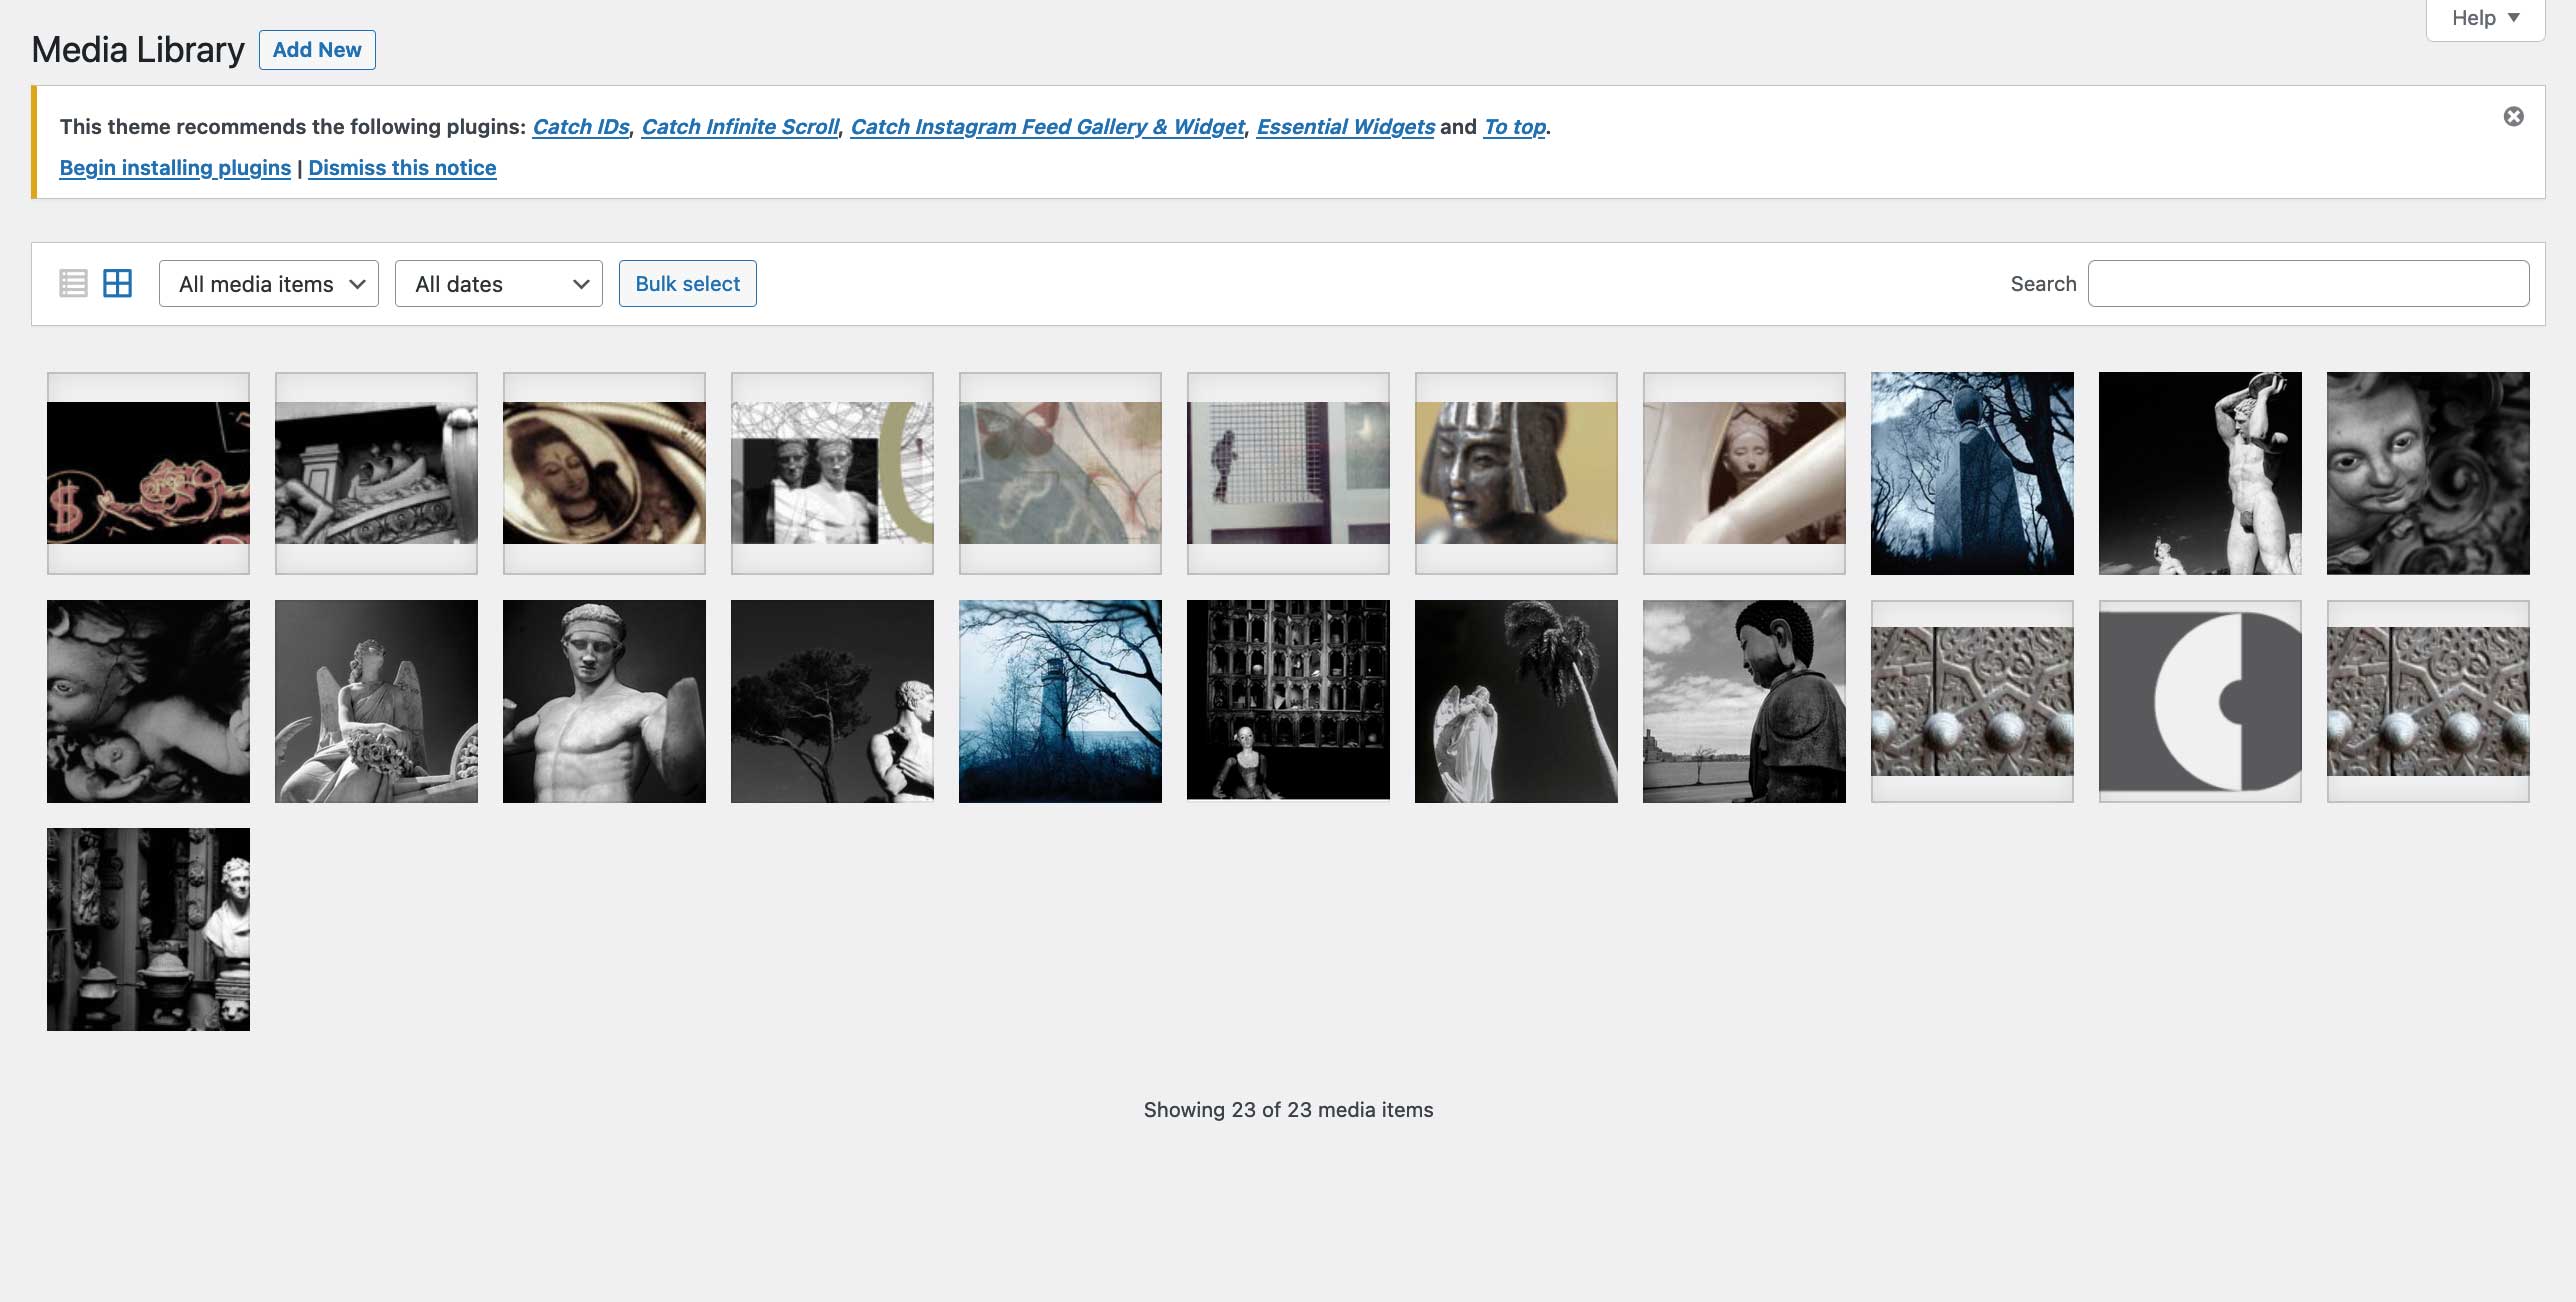 Help
Media Library Add New
This theme recommends the following plugins: Catch IDs, Catch Infinite Scroll, Catch Instagram Feed Gallery & Widget, Essential Widgets and To top.
Begin installing plugins | Dismiss this notice
All media items All dates Bulk select Search
$
Showing 23 of 23 media items